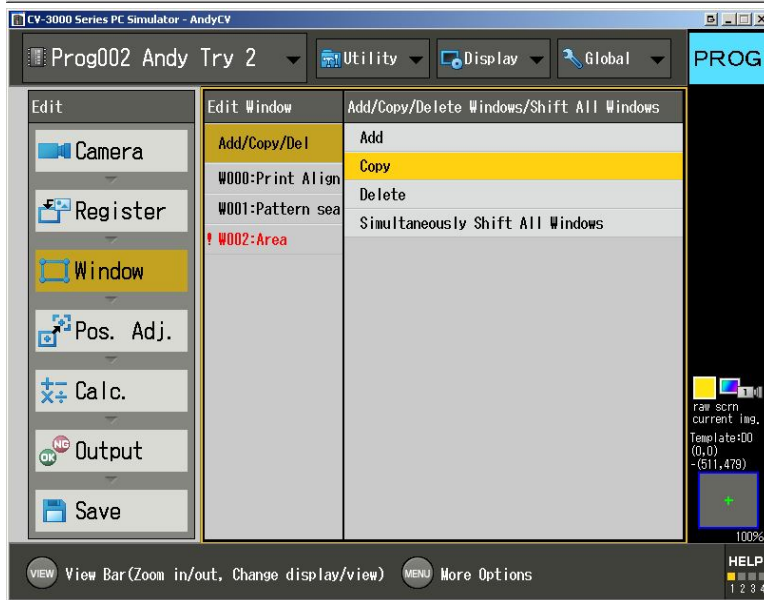 CV-3000 Series PC Simulator - AndyCV
Prog002 Andy Try 2
Utility
Display
Global
PROG
Edit
Camera
Register
Window
Pos. Adj.
Calc.
Output
Save
Edit Window
Add/Copy/Del
W000:Print Align
W001:Pattern sea
! W002:Area
Add/Copy/Delete Windows/Shift All Windows
Add
Copy
Delete
Simultaneously Shift All Windows
1
raw scrn
current img.
Template:DO
(0,0)
-(511,479)
100%
VIEW View Bar(Zoom in/out, Change display/view) MENU More Options
HELP
1 2 3 4
NG
OK